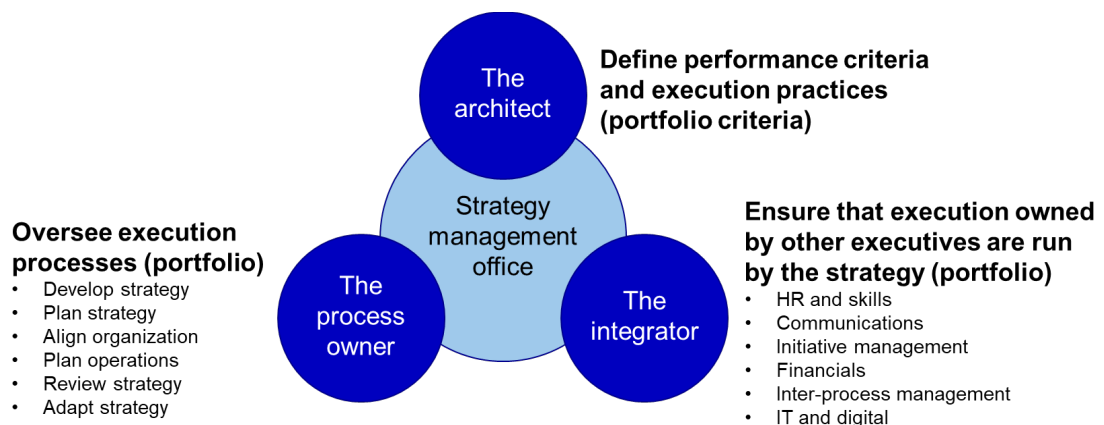 The
architect
Define performance criteria
and execution practices
(portfolio criteria)
Strategy
management
office
Oversee execution
processes (portfolio)
• Develop strategy
• Plan strategy
• Align organization
• Plan operations
• Review strategy
• Adapt strategy
The
process
owner
The
integrator
Ensure that execution owned
by other executives are run
by the strategy (portfolio)
• HR and skills
• Communications
• Initiative management
• Financials
• Inter-process management
• IT and digital